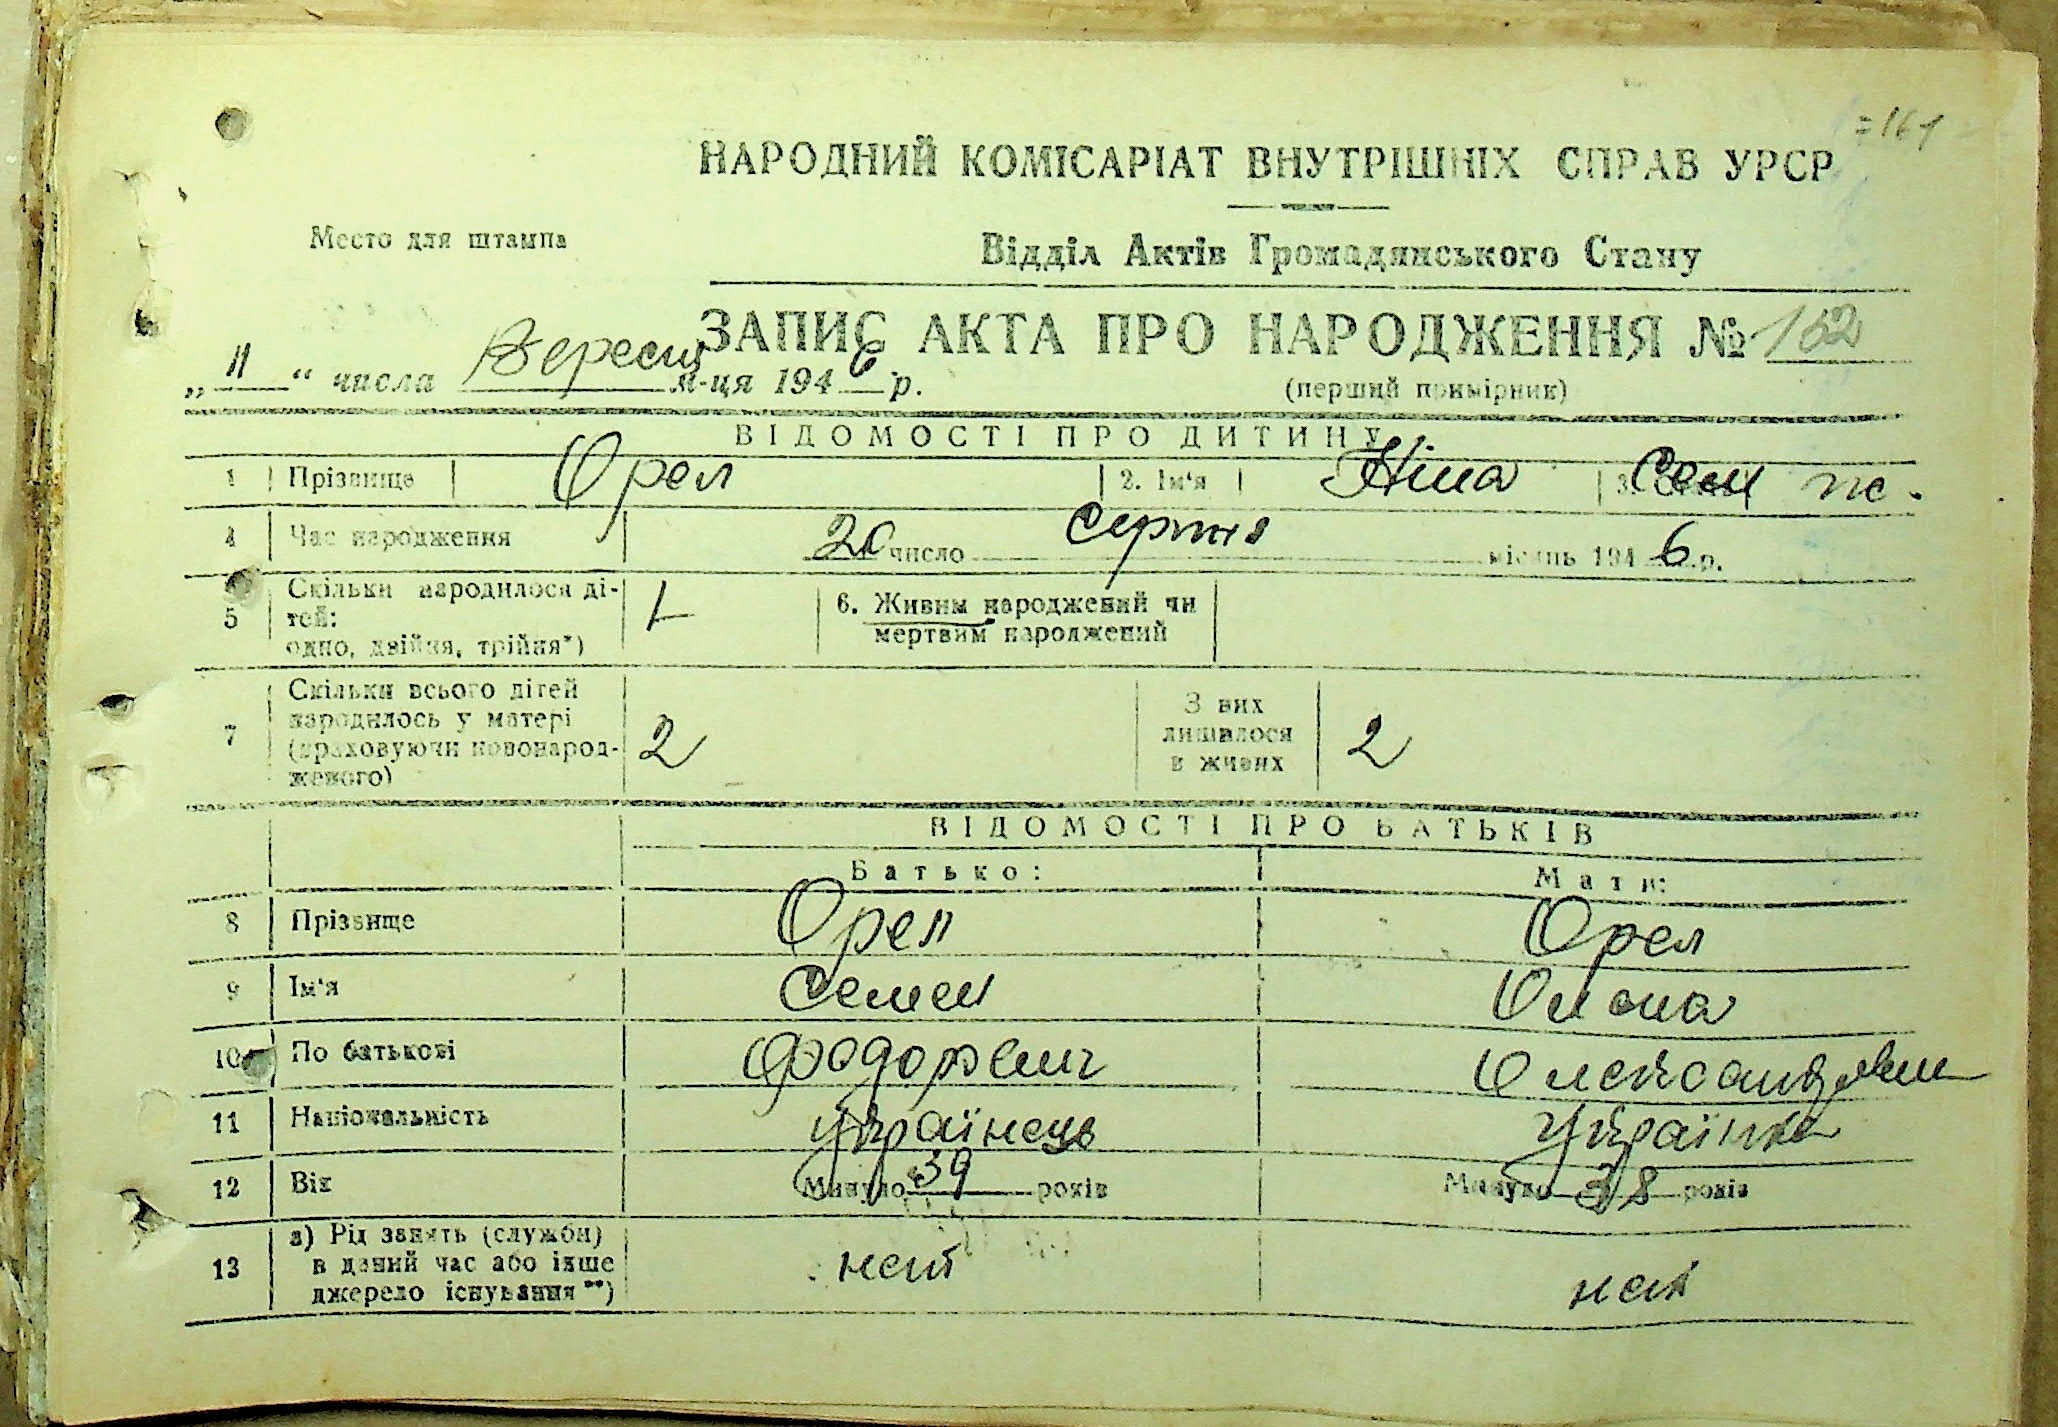 =161
НАРОДНИЙ КОМІСАРІАТ ВНУТРІШНІХ СПРАВ УРСР
Место для штампа
Відділ Актів Громадянського Стану
ЗАПИС АКТА ПРО НАРОДЖЕННЯ № 162
„ 11 “ числа Вересня м-ця 1946 р.
(перший примірник)
ВІДОМОСТІ ПРО ДИТИНУ
1 Прізвище Орел 2. Ім'я Ніна 3. Сем
4 Час народження 20 число серпня місяць 1946 р.
5 Скільки народилося дітей: одно, двійня, трійня*) 1 6. Живим народжений чи мертвим народжений
7 Скільки всього дітей народилось у матері (враховуючи новонародженого) 2 З них лишилося в живих 2
ВІДОМОСТІ ПРО БАТЬКІВ
Батько: Мати:
8 Прізвище Орел Орел
9 Ім'я Семен Олена
10 По батькові Федорович
11 Національність українець Українка
12 Вік Минуло 39 років Минуло 38 років
13 а) Рід занять (служби) в даний час або інше джерело існування**)